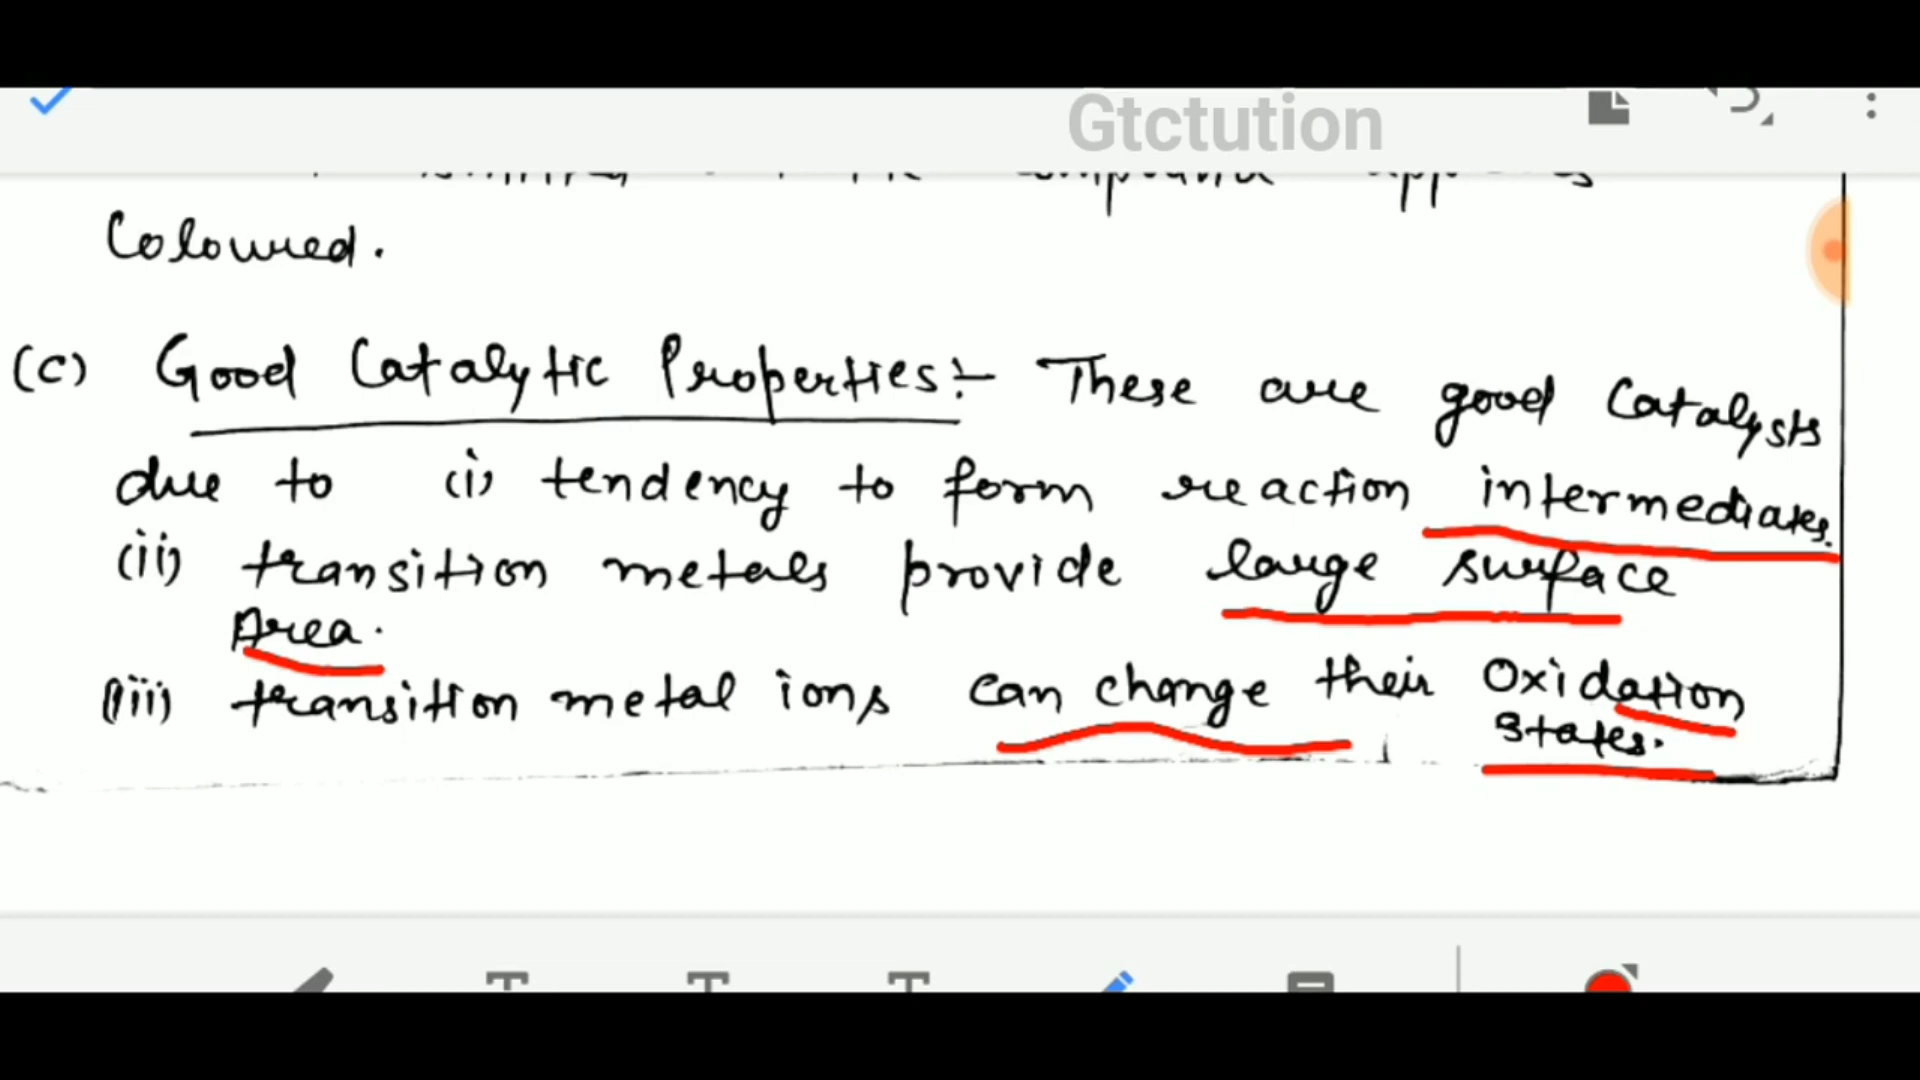 Gtctution
compound
Coloured.
(C) Good Catalytic Properties:- These are good Catalysts
due to (i) tendency to form reaction intermediates.
(ii) transition metals provide large surface
Area.
(iii) transition metal ions can change their Oxidation
States.